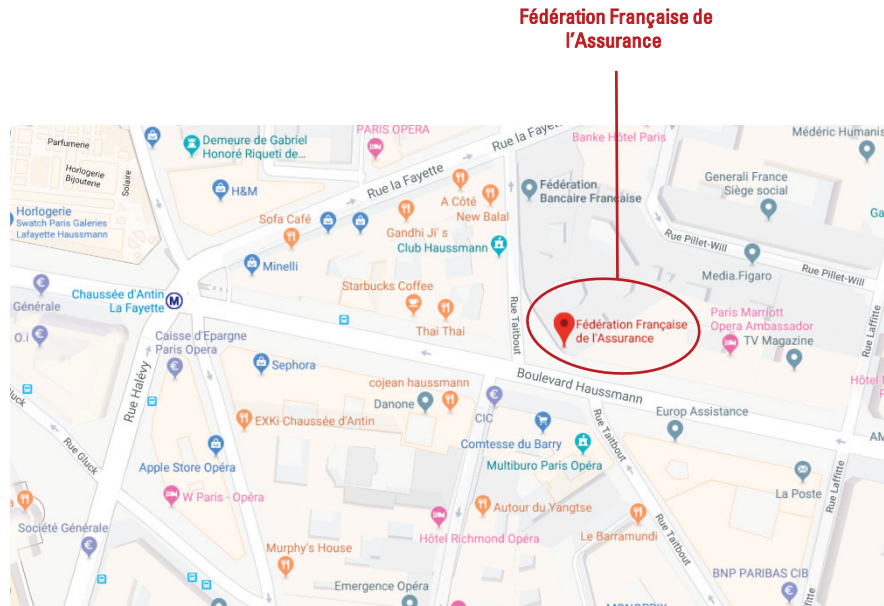 Fédération Française de
l'Assurance
PARIS OPERA
Rue la Fayette
Banke Hôtel Paris
Médéric Humanis
Parfumerie
Demeure de Gabriel
Honoré Riqueti de...
Horlogerie
Bijouterie
Solaire
H&M
Rue la Fayette
A Côté
New Balal
Fédération
Bancaire Française
Generali France
Siège social
Horlogerie
Swatch Paris Galeries
Lafayette Haussmann
Sofa Café
Gandhi Ji' s
Club Haussmann
Ga
Rue Pillet-Will
Rue Pillet-Will
Minelli
Media.Figaro
Starbucks Coffee
Chaussée d'Antin
La Fayette
M
Générale
Thai Thai
Rue Taitbout
Fédération Française
de l'Assurance
Paris Marriott
Opera Ambassador
TV Magazine
Rue Laffitte
O.i
Caisse d'Epargne
Paris Opera
Rue Halévy
Sephora
cojean haussmann
Danone
Boulevard Haussmann
Hôtel
CIC
Europ Assistance
EXKi Chaussée d'Antin
Comtesse du Barry
AM
Rue Gluck
Apple Store Opéra
Multiburo Paris Opéra
Rue Taitbout
La Poste
Rue Laffitte
W Paris - Opéra
Autour du Yangtse
Société Générale
Hôtel Richmond Opéra
Le Barramundi
Rue Taitbout
Murphy's House
Emergence Opéra
BNP PARIBAS CIB
MONOPRIX